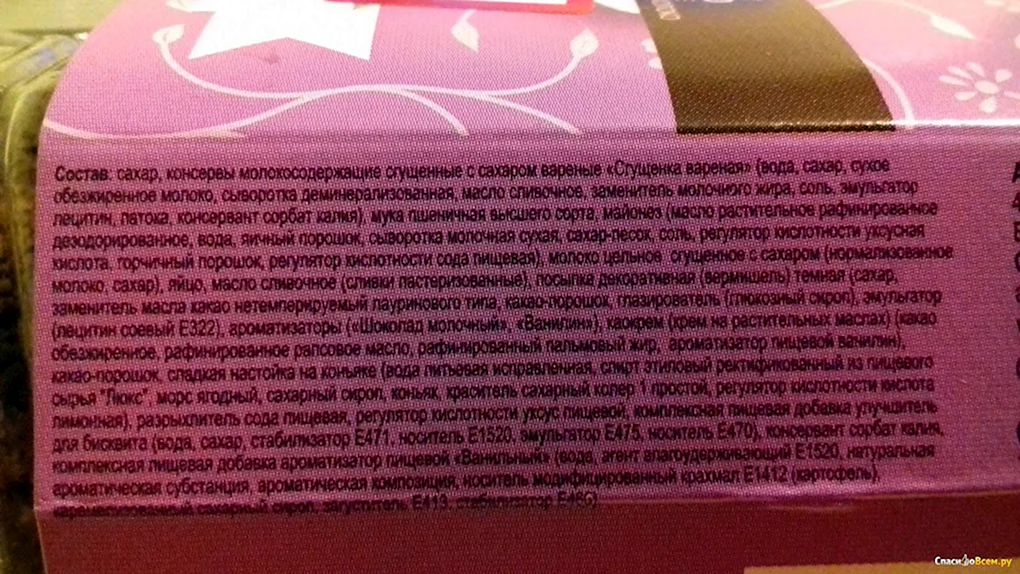 Состав: сахар, консервы молокосодержащие сгущенные с сахаром вареные «Сгущенка вареная» (вода, сахар, сухое
обезжиренное молоко, сыворотка деминерализованная, масло сливочное, заменитель молочного жира, соль, эмульгатор
лецитин, патока, консервант сорбат калия), мука пшеничная высшего сорта, майонез (масло растительное рафинированное
дезодорированное, вода, яичный порошок, сыворотка молочная сухая, сахар-песок, соль, регулятор кислотности уксусная
кислота, горчичный порошок, регулятор кислотности сода пищевая), молоко цельное сгущенное с сахаром (нормализованное
молоко, сахар), яйцо, масло сливочное (сливки пастеризованные), посыпка декоративная (вермишель) темная (сахар,
заменитель масла какао нетемперируемый лауринового типа, какао-порошок, глазирователь (глюкозный сироп), эмульгатор
(лецитин соевый Е322), ароматизаторы («Шоколад молочный», «Ванилин»), каокрем (крем на растительных маслах) (какао
обезжиренное, рафинированное рапсовое масло, рафинированный пальмовый жир, ароматизатор пищевой ванилин),
какао-порошок, сладкая настойка на коньяке (вода питьевая исправленная, спирт этиловый ректификованный из пищевого
сырья "Люкс", морс ягодный, сахарный сироп, коньяк, краситель сахарный колер 1 простой, регулятор кислотности кислота
лимонная), разрыхлитель сода пищевая, регулятор кислотности уксус пищевой, комплексная пищевая добавка улучшитель
для бисквита (вода, сахар, стабилизатор Е471, носитель Е1520, эмульгатор Е475, носитель Е470), консервант сорбат калия,
комплексная пищевая добавка ароматизатор пищевой «Ванильный» (вода, агент влагоудерживающий Е1520, натуральная
ароматическая субстанция, ароматическая композиция, носитель модифицированный крахмал Е1412 (картофель),
сахарный сироп, загуститель Е413, стабилизатор Е466)
СпасибоВсем.ру